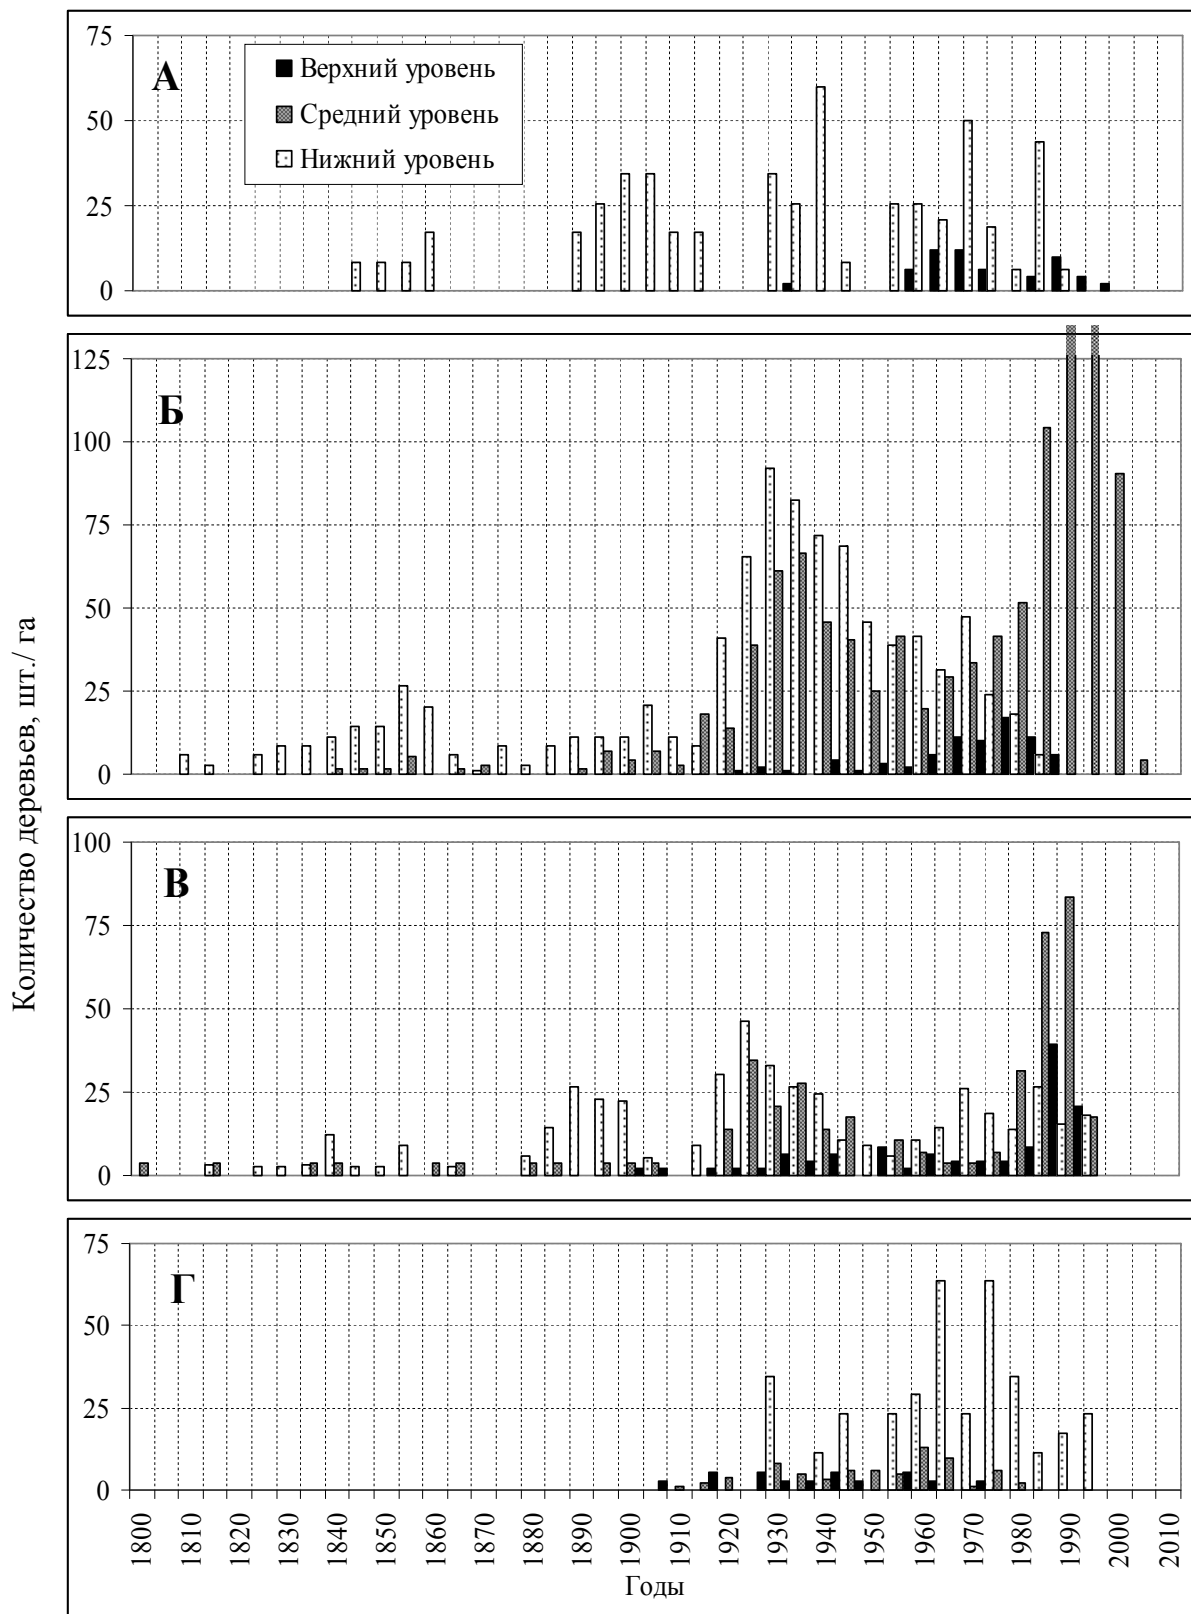 75
50
25
0
А
Верхний уровень
Средний уровень
Нижний уровень
125
100
75
50
25
0
Б
100
75
50
25
0
В
75
50
25
0
Г
Количество деревьев, шт./ га
1800 1810 1820 1830 1840 1850 1860 1870 1880 1890 1900 1910 1920 1930 1940 1950 1960 1970 1980 1990 2000 2010
Годы